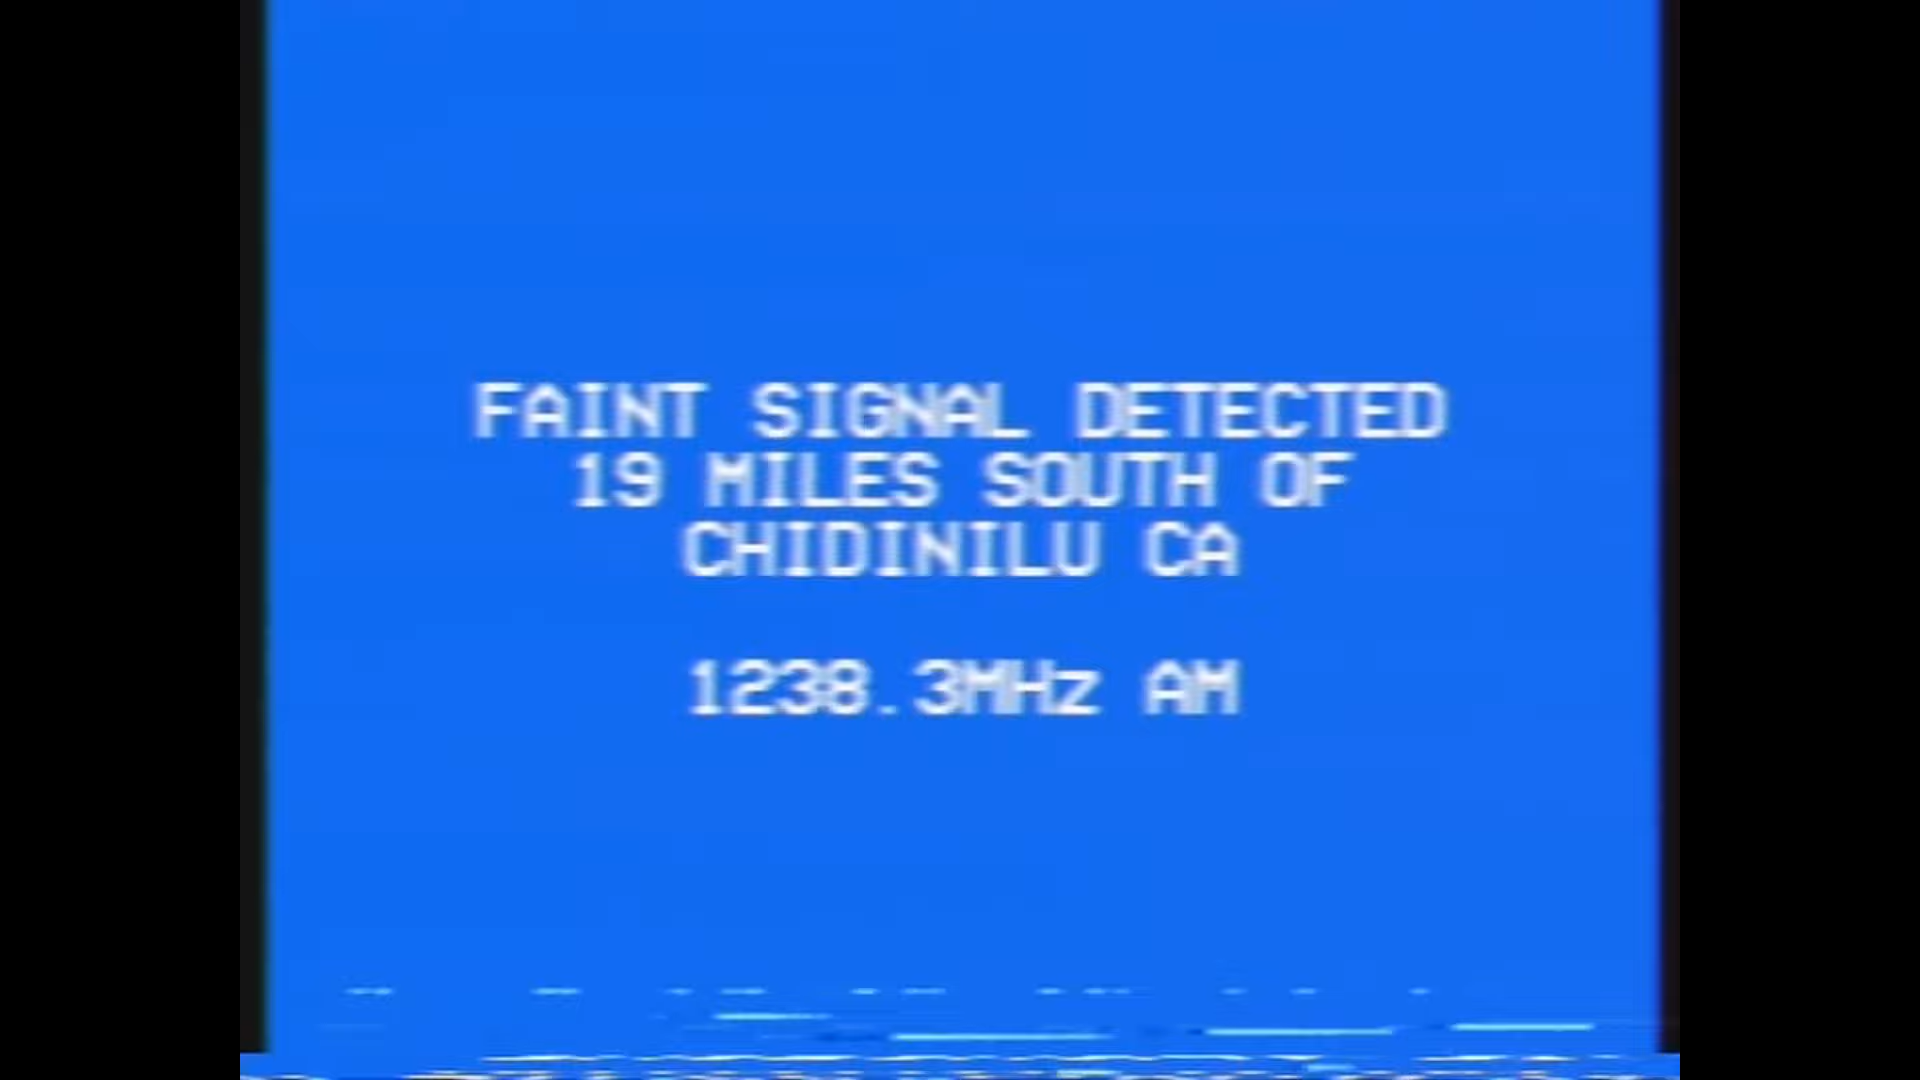 FAINT SIGNAL DETECTED
19 MILES SOUTH OF
CHIDINILU CA
1238.3MHz AM